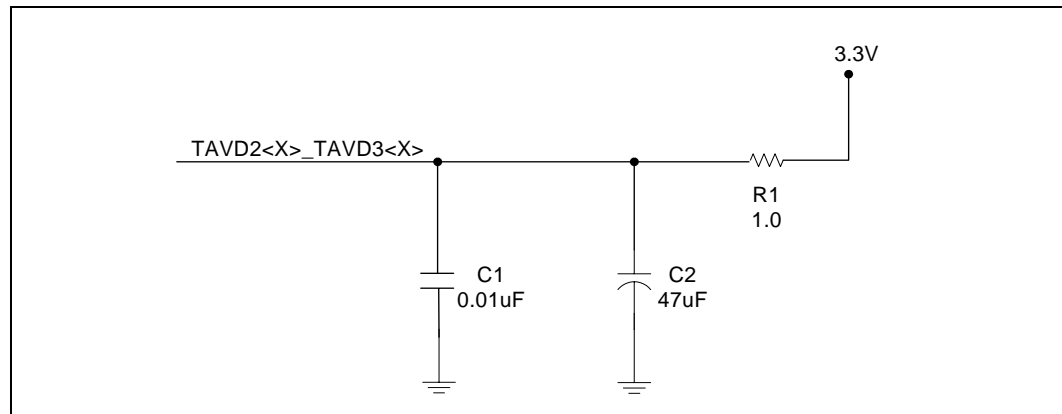 3.3V
TAVD2<X>_TAVD3<X>
R1
1.0
C1
0.01uF
C2
47uF